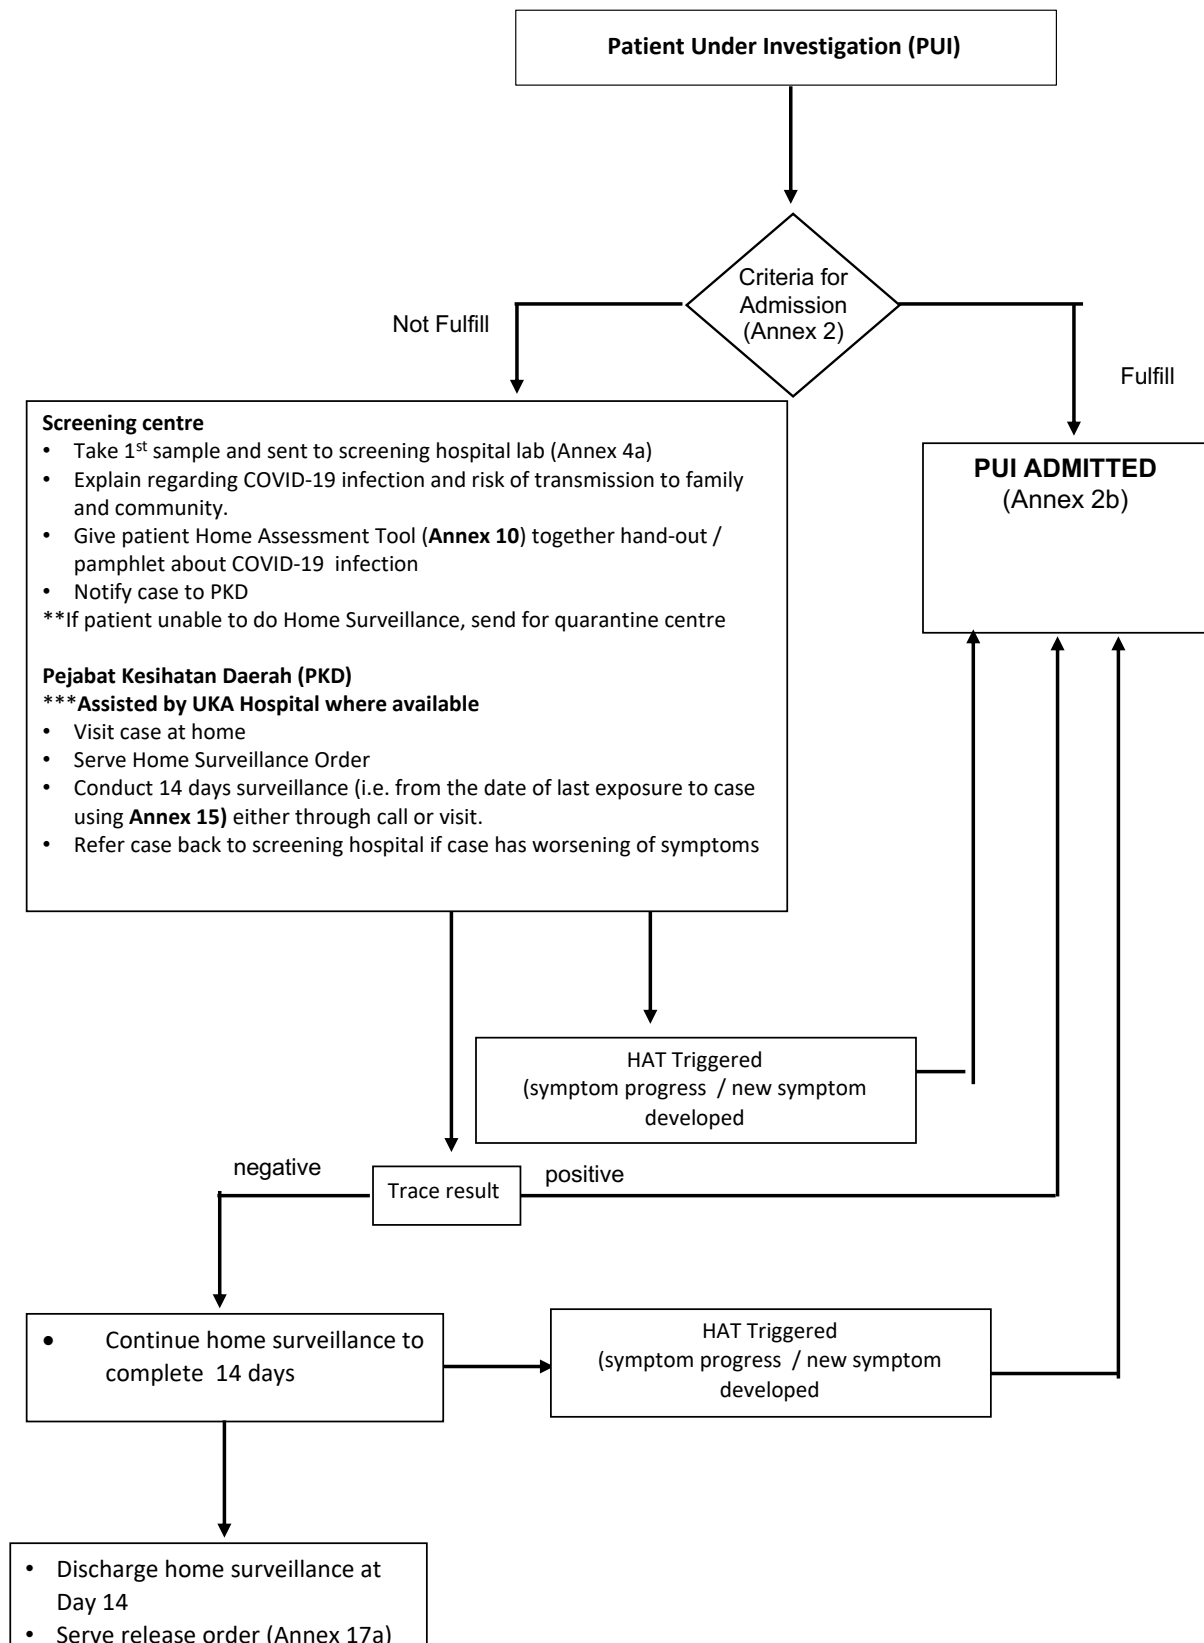 Patient Under Investigation (PUI)
Criteria for
Admission
(Annex 2)
Not Fulfill
Fulfill
Screening centre
• Take 1st sample and sent to screening hospital lab (Annex 4a)
• Explain regarding COVID-19 infection and risk of transmission to family
and community.
• Give patient Home Assessment Tool (Annex 10) together hand-out /
pamphlet about COVID-19 infection
• Notify case to PKD
**If patient unable to do Home Surveillance, send for quarantine centre
Pejabat Kesihatan Daerah (PKD)
***Assisted by UKA Hospital where available
• Visit case at home
• Serve Home Surveillance Order
• Conduct 14 days surveillance (i.e. from the date of last exposure to case
using Annex 15) either through call or visit.
• Refer case back to screening hospital if case has worsening of symptoms
PUI ADMITTED
(Annex 2b)
HAT Triggered
(symptom progress / new symptom
developed
negative
Trace result
positive
• Continue home surveillance to
complete 14 days
HAT Triggered
(symptom progress / new symptom
developed
• Discharge home surveillance at
Day 14
• Serve release order (Annex 17a)